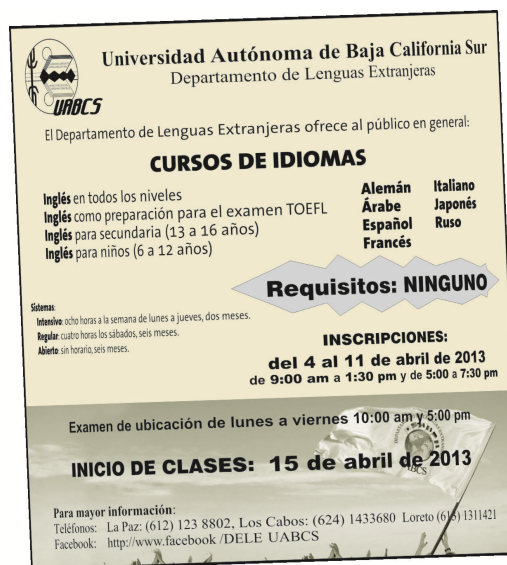 UABCS
Universidad Autónoma de Baja California Sur
Departamento de Lenguas Extranjeras
El Departamento de Lenguas Extranjeras ofrece al público en general:
CURSOS DE IDIOMAS
Inglés en todos los niveles
Inglés como preparación para el examen TOEFL
Inglés para secundaria (13 a 16 años)
Inglés para niños (6 a 12 años)
Alemán Italiano
Árabe Japonés
Español Ruso
Francés
Requisitos: NINGUNO
Sistemas:
Intensivo: ocho horas a la semana de lunes a jueves, dos meses.
Regular: cuatro horas los sábados, seis meses.
Abierto: sin horario, seis meses.
INSCRIPCIONES:
del 4 al 11 de abril de 2013
de 9:00 am a 1:30 pm y de 5:00 a 7:30 pm
Examen de ubicación de lunes a viernes 10:00 am y 5:00 pm
INICIO DE CLASES: 15 de abril de 2013
UABCS
Para mayor información:
Teléfonos: La Paz: (612) 123 8802, Los Cabos: (624) 1433680 Loreto (613) 1311421
Facebook: http://www.facebook /DELE UABCS